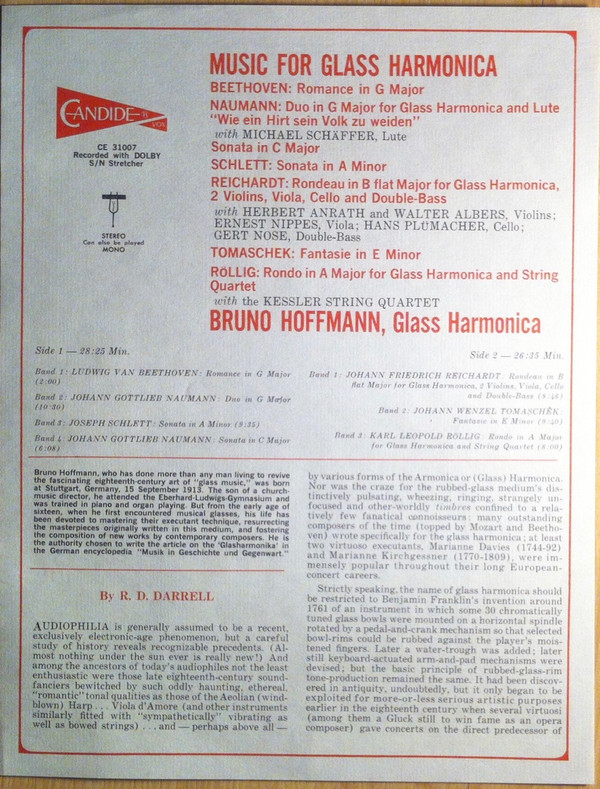 MUSIC FOR GLASS HARMONICA
BEETHOVEN: Romance in G Major
NAUMANN: Duo in G Major for Glass Harmonica and Lute
"Wie ein Hirt sein Volk zu weiden"
with MICHAEL SCHÄFFER, Lute
Sonata in C Major
SCHLETT: Sonata in A Minor
REICHARDT: Rondeau in B flat Major for Glass Harmonica,
2 Violins, Viola, Cello and Double-Bass
with HERBERT ANRATH and WALTER ALBERS, Violins;
ERNEST NIPPES, Viola; HANS PLÜMACHER, Cello;
GERT NOSE, Double-Bass
TOMASCHEK: Fantasie in E Minor
RÖLLIG: Rondo in A Major for Glass Harmonica and String
Quartet
with the KESSLER STRING QUARTET
BRUNO HOFFMANN, Glass Harmonica
CANDIDE
VOX
CE 31007
Recorded with DOLBY
S/N Stretcher
STEREO
Can also be played
MONO
Side 1 — 28:25 Min.
Band 1: LUDWIG VAN BEETHOVEN: Romance in G Major
(2:00)
Band 2: JOHANN GOTTLIEB NAUMANN: Duo in G Major
(10:20)
Band 3: JOSEPH SCHLETT: Sonata in A Minor (9:35)
Band 4: JOHANN GOTTLIEB NAUMANN: Sonata in C Major
(6:08)
Side 2 — 26:35 Min.
Band 1: JOHANN FRIEDRICH REICHARDT: Rondeau in B
flat Major for Glass Harmonica, 2 Violins, Viola, Cello
and Double-Bass (8:48)
Band 2: JOHANN WENZEL TOMASCHEK:
Fantasie in E Minor (9:40)
Band 3: KARL LEOPOLD RÖLLIG: Rondo in A Major
for Glass Harmonica and String Quartet (8:00)
Bruno Hoffmann, who has done more than any man living to revive
the fascinating eighteenth-century art of "glass music," was born
at Stuttgart, Germany, 15 September 1913. The son of a church-
music director, he attended the Eberhard-Ludwigs-Gymnasium and
was trained in piano and organ playing. But from the early age of
sixteen, when he first encountered musical glasses, his life has
been devoted to mastering their executant technique, resurrecting
the masterpieces originally written in this medium, and fostering
the composition of new works by contemporary composers. He is
the authority chosen to write the article on the 'Glasharmonika' in
the German encyclopedia "Musik in Geschichte und Gegenwart."
By R. D. DARRELL
AUDIOPHILIA is generally assumed to be a recent,
exclusively electronic-age phenomenon, but a careful
study of history reveals recognizable precedents. (Al-
most nothing under the sun ever is really new!) And
among the ancestors of today's audiophiles not the least
enthusiastic were those late eighteenth-century sound-
fanciers bewitched by such oddly haunting, ethereal,
"romantic" tonal qualities as those of the Aeolian (wind-
blown) Harp . . . Viola d'Amore (and other instruments
similarly fitted with "sympathetically" vibrating as
well as bowed strings) . . . and — perhaps above all —
by various forms of the Armonica or (Glass) Harmonica.
Nor was the craze for the rubbed-glass medium's dis-
tinctively pulsating, wheezing, ringing, strangely un-
focused and other-worldly timbres confined to a rela-
tively few fanatical connoisseurs: many outstanding
composers of the time (topped by Mozart and Beetho-
ven) wrote specifically for the glass harmonica; at least
two virtuoso executants, Marianne Davies (1744-92)
and Marianne Kirchgessner (1770-1809), were im-
mensely popular throughout their long European-
concert careers.
Strictly speaking, the name of glass harmonica should
be restricted to Benjamin Franklin's invention around
1761 of an instrument in which some 30 chromatically
tuned glass bowls were mounted on a horizontal spindle
rotated by a pedal-and-crank mechanism so that selected
bowl-rims could be rubbed against the player's mois-
tened fingers. Later a water-trough was added; later
still keyboard-actuated arm-and-pad mechanisms were
devised; but the basic principle of rubbed-glass-rim
tone-production remained the same. It had been discov-
ered in antiquity, undoubtedly, but it only began to be
exploited for more-or-less serious artistic purposes
earlier in the eighteenth century when several virtuosi
(among them a Gluck still to win fame as an opera
composer) gave concerts on the direct predecessor of